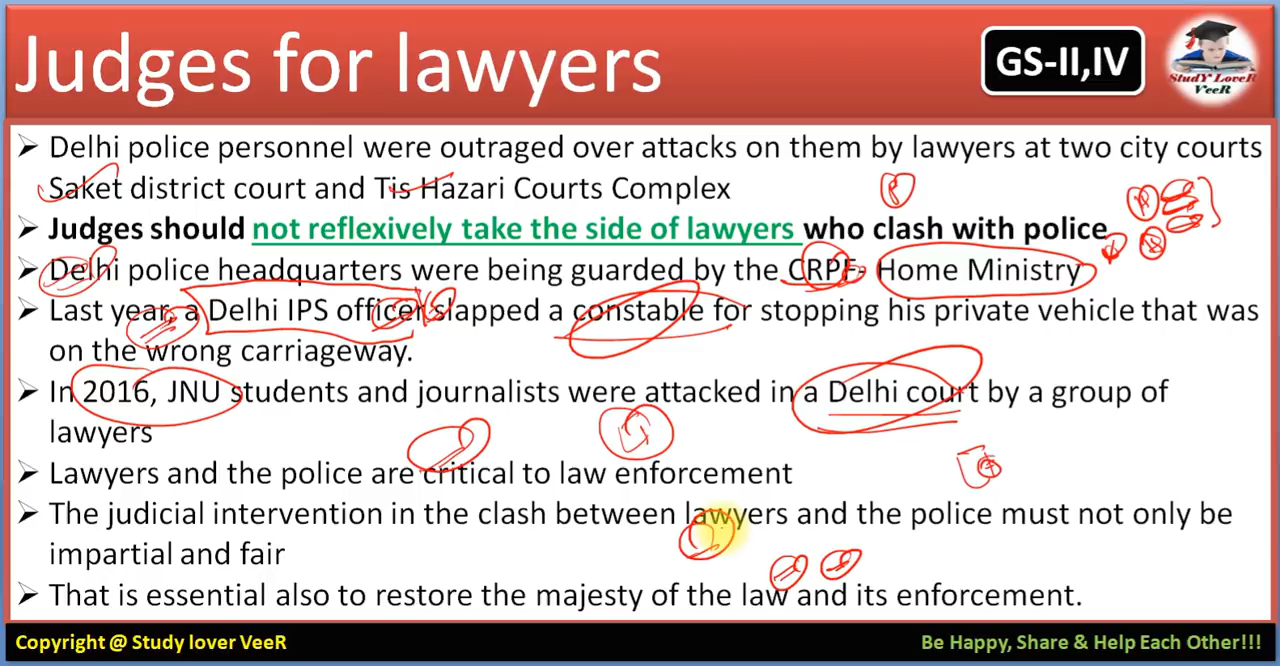 Judges for lawyers
GS-II,IV
StudY LoveR
VeeR
➢ Delhi police personnel were outraged over attacks on them by lawyers at two city courts
Saket district court and Tis Hazari Courts Complex
➢ Judges should not reflexively take the side of lawyers who clash with police
➢ Delhi police headquarters were being guarded by the CRPF- Home Ministry
➢ Last year, a Delhi IPS officer slapped a constable for stopping his private vehicle that was
on the wrong carriageway.
➢ In 2016, JNU students and journalists were attacked in a Delhi court by a group of
lawyers
➢ Lawyers and the police are critical to law enforcement
➢ The judicial intervention in the clash between lawyers and the police must not only be
impartial and fair
➢ That is essential also to restore the majesty of the law and its enforcement.
Copyright @ Study lover VeeR
Be Happy, Share & Help Each Other!!!